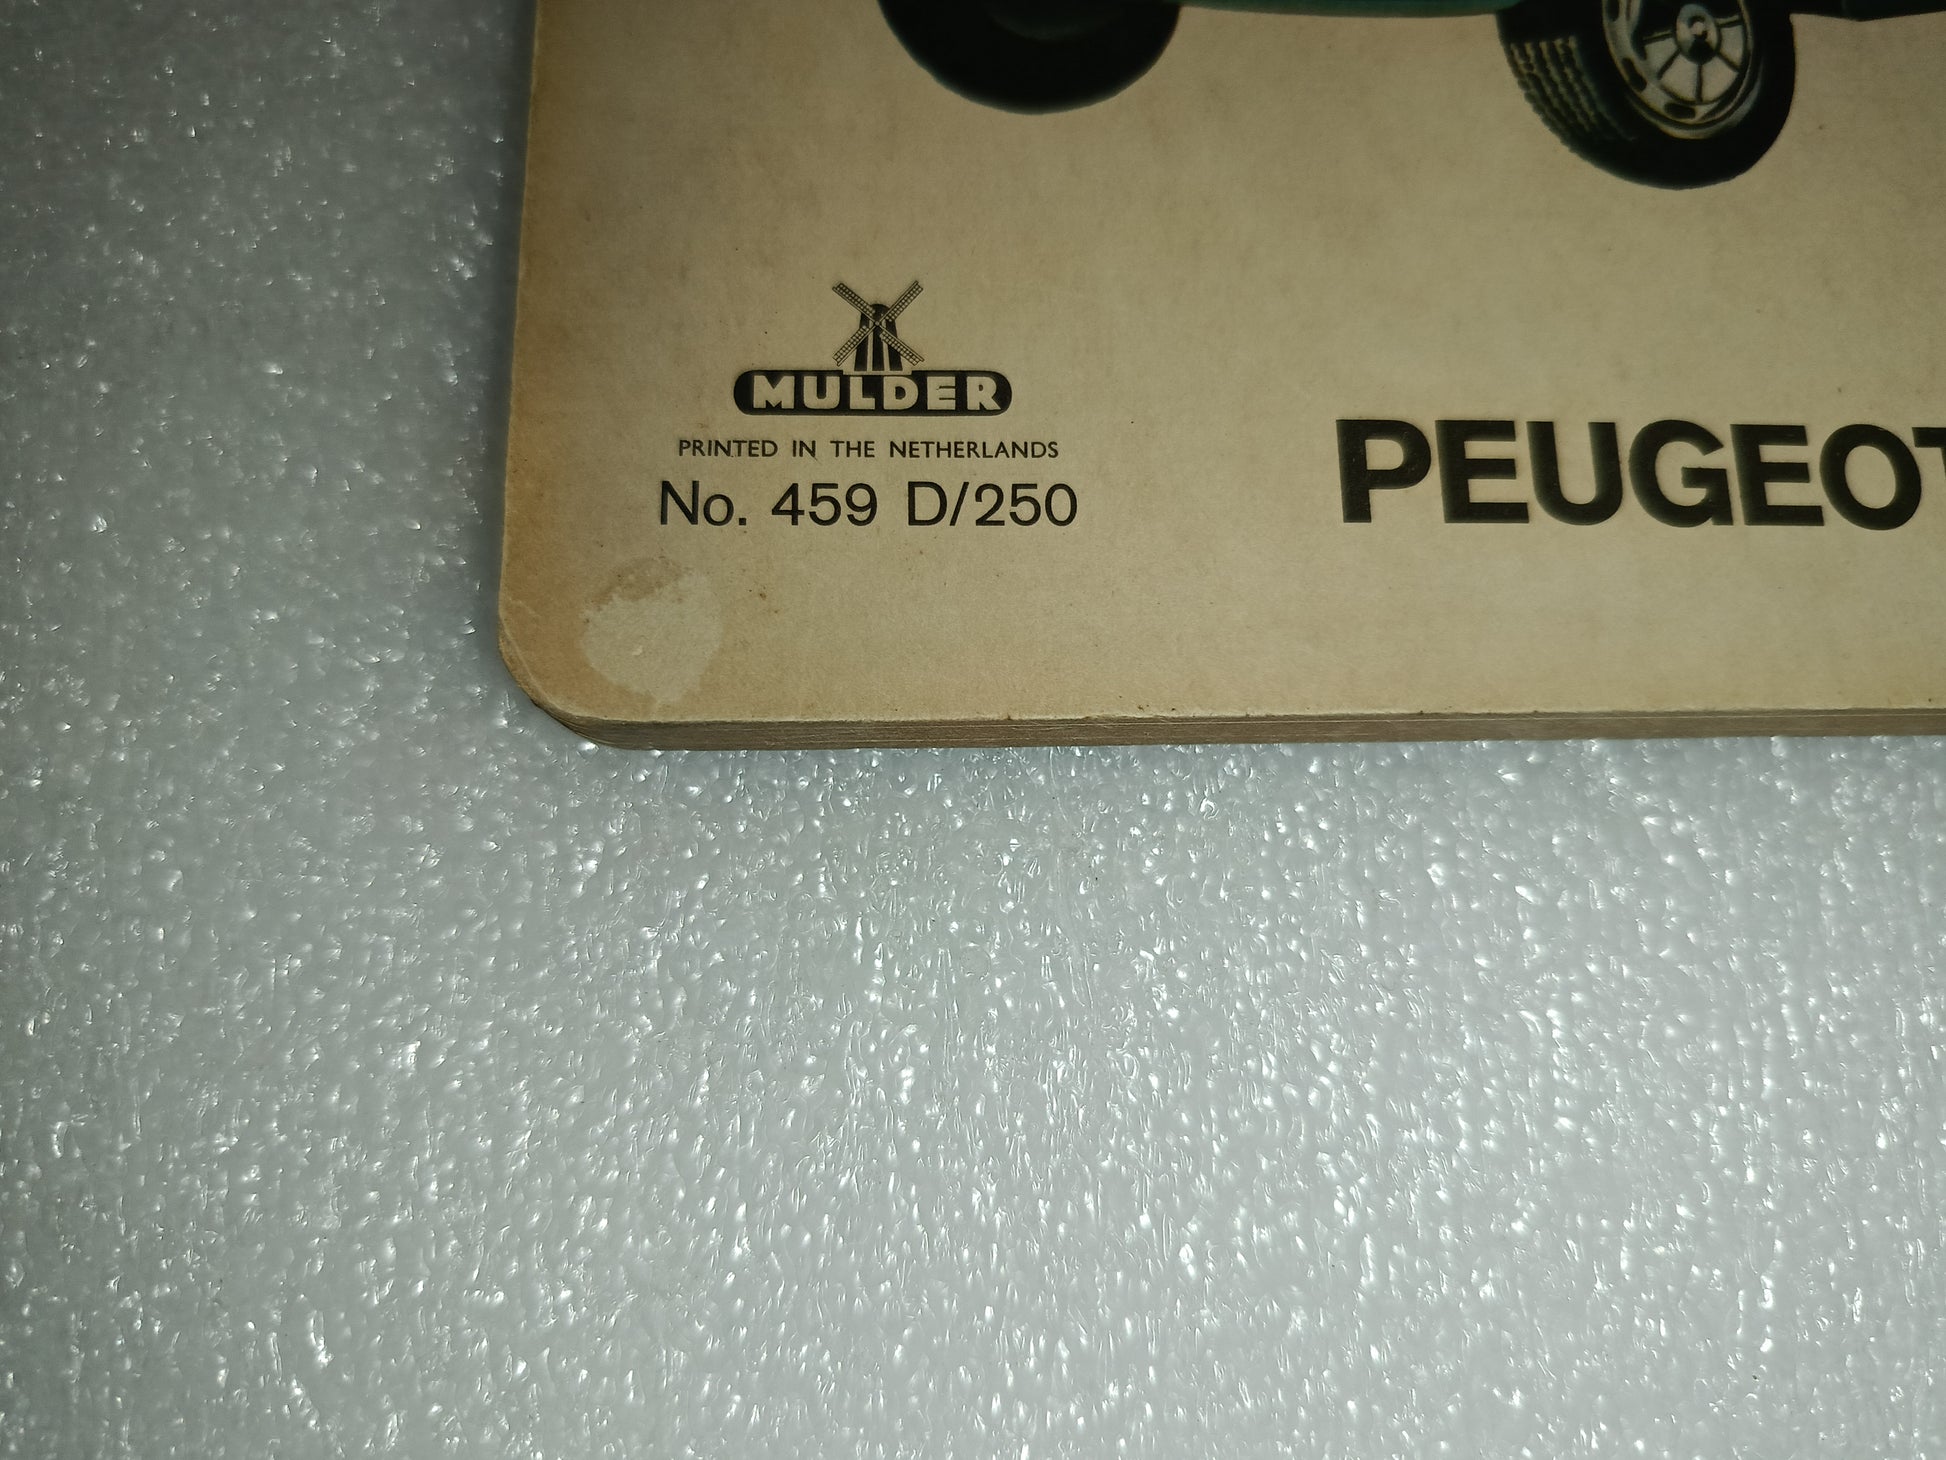 MULDER
PRINTED IN THE NETHERLANDS
No. 459 D/250
PEUGEOT